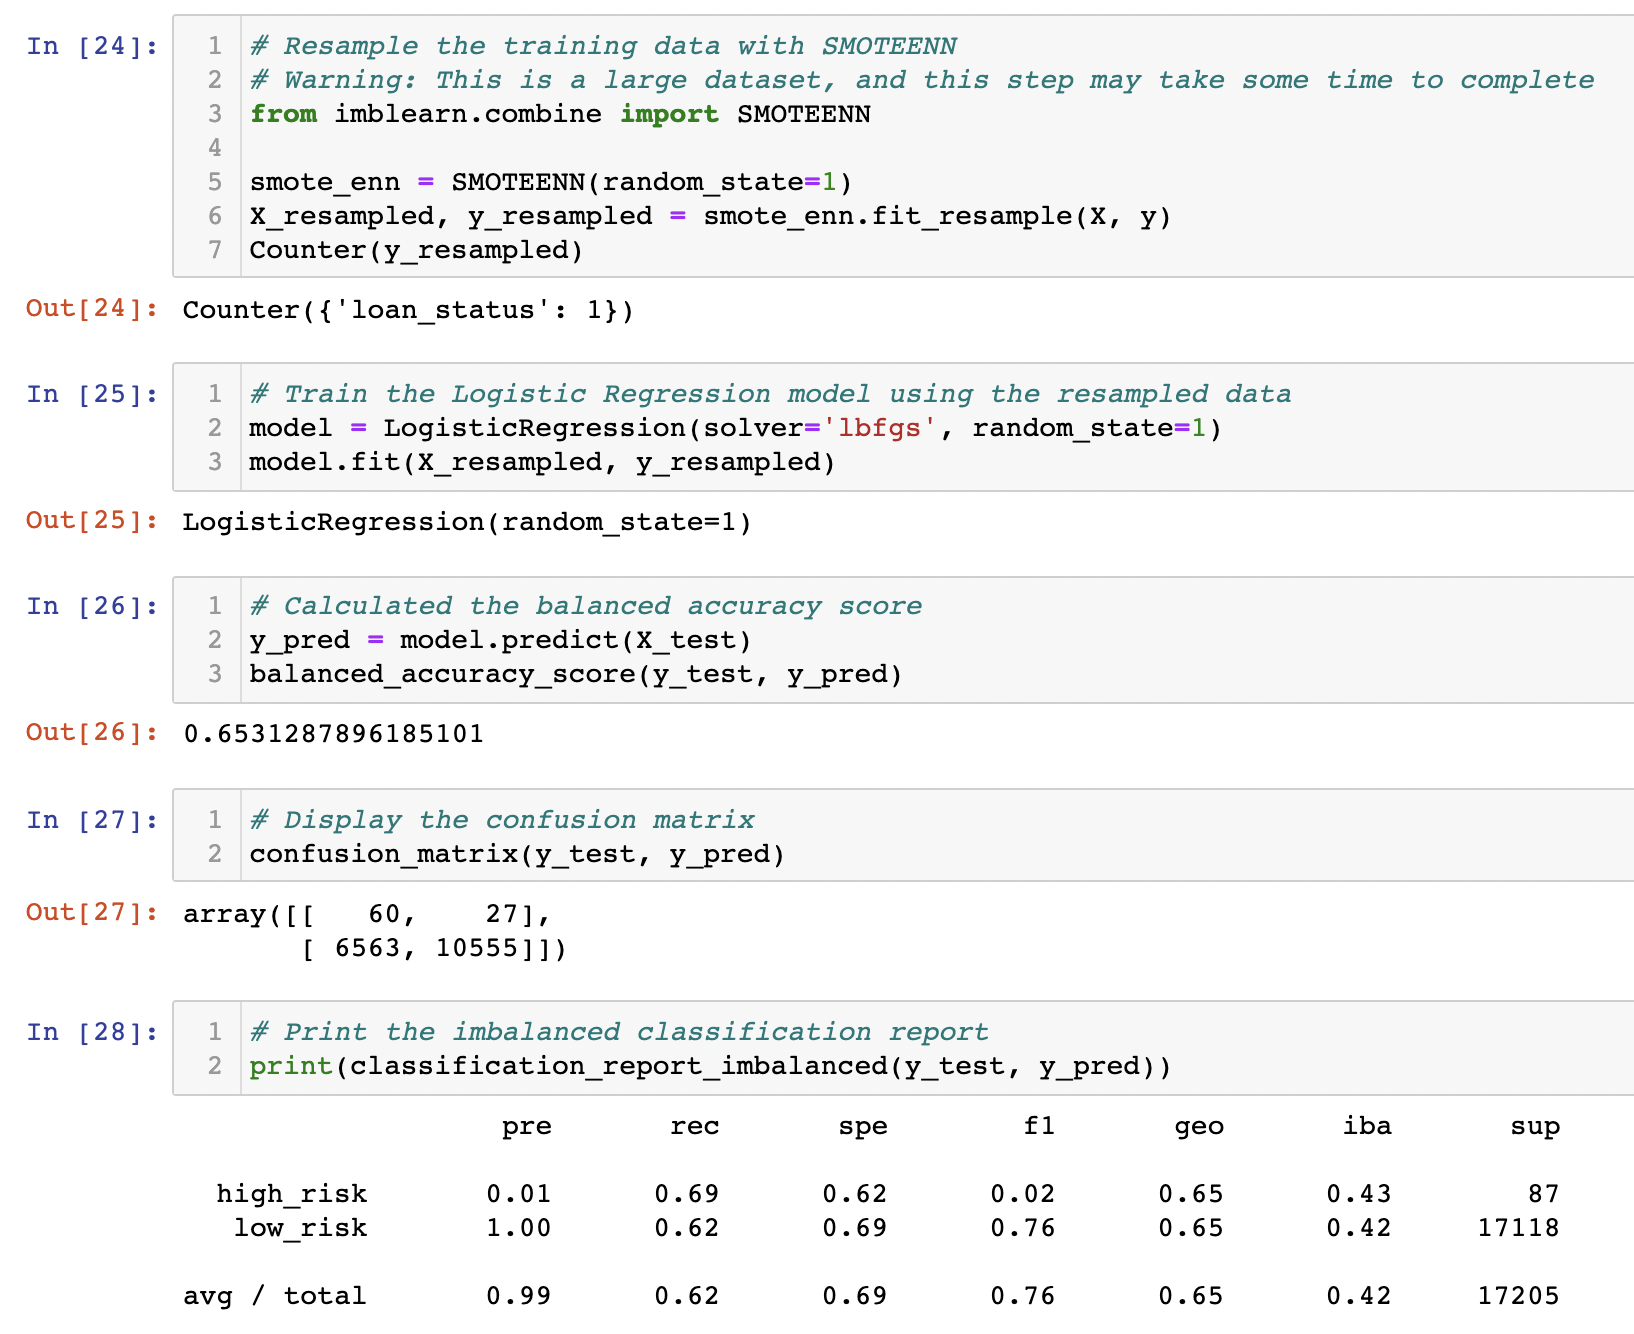 In [24]:
1 # Resample the training data with SMOTEENN
2 # Warning: This is a large dataset, and this step may take some time to complete
3 from imblearn.combine import SMOTEENN
4
5 smote_enn = SMOTEENN(random_state=1)
6 X_resampled, y_resampled = smote_enn.fit_resample(X, y)
7 Counter(y_resampled)
Out[24]: Counter({'loan_status': 1})
In [25]:
1 # Train the Logistic Regression model using the resampled data
2 model = LogisticRegression(solver='lbfgs', random_state=1)
3 model.fit(X_resampled, y_resampled)
Out[25]: LogisticRegression(random_state=1)
In [26]:
1 # Calculated the balanced accuracy score
2 y_pred = model.predict(X_test)
3 balanced_accuracy_score(y_test, y_pred)
Out[26]: 0.6531287896185101
In [27]:
1 # Display the confusion matrix
2 confusion_matrix(y_test, y_pred)
Out[27]: array([[   60,    27],
       [ 6563, 10555]])
In [28]:
1 # Print the imbalanced classification report
2 print(classification_report_imbalanced(y_test, y_pred))
pre rec spe f1 geo iba sup
high_risk 0.01 0.69 0.62 0.02 0.65 0.43 87
low_risk 1.00 0.62 0.69 0.76 0.65 0.42 17118
avg / total 0.99 0.62 0.69 0.76 0.65 0.42 17205